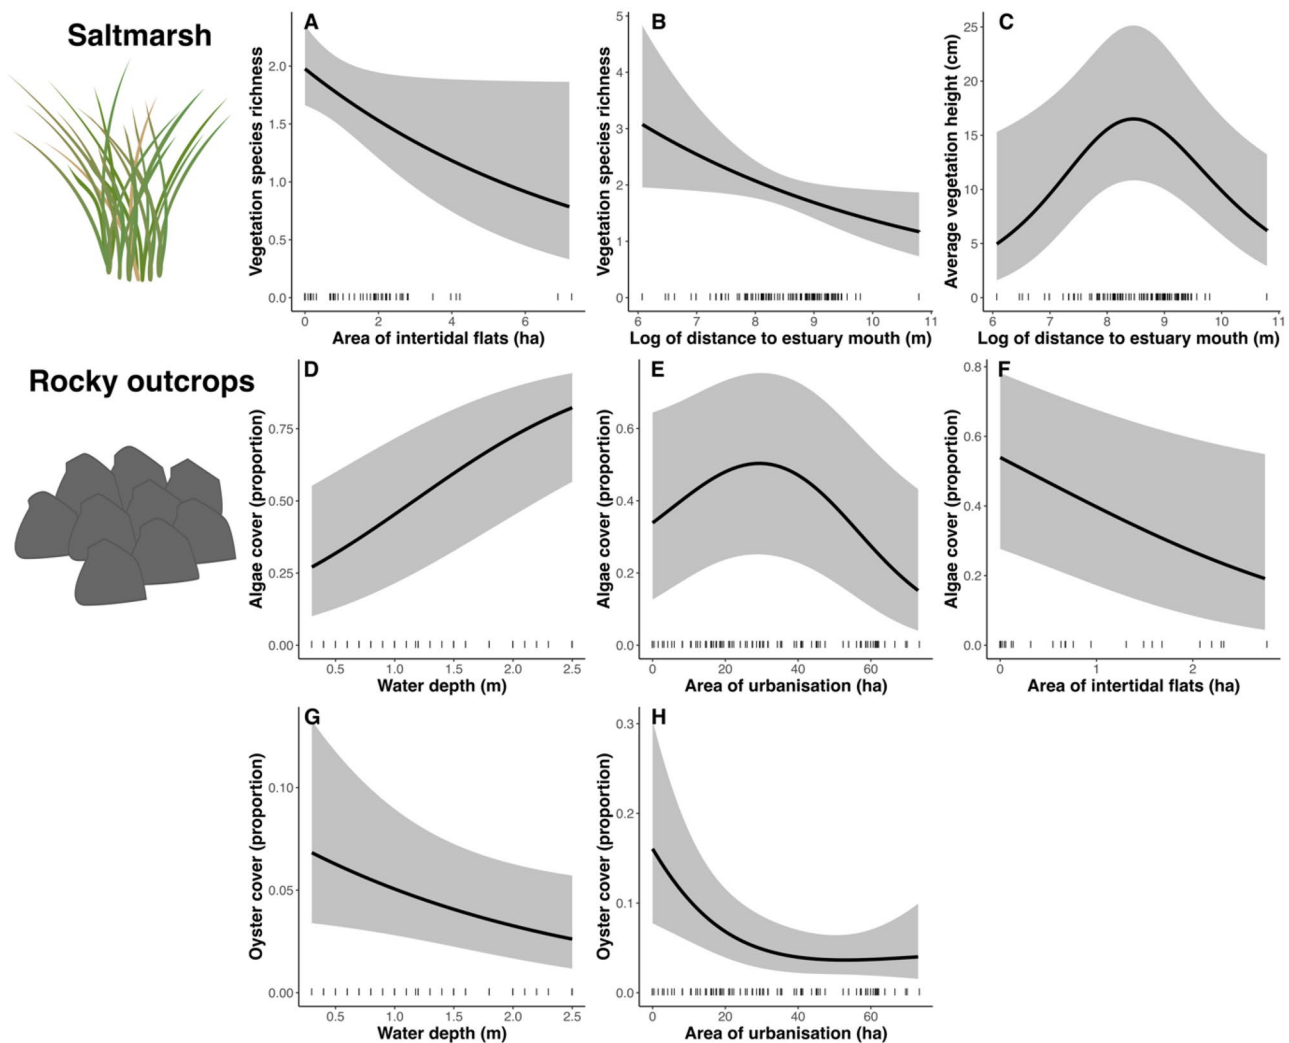 Saltmarsh
A
Vegetation species richness
2.0
1.5
1.0
0.5
0.0
0 2 4 6
Area of intertidal flats (ha)
B
Vegetation species richness
5
4
3
2
1
0
6 7 8 9 10 11
Log of distance to estuary mouth (m)
C
Average vegetation height (cm)
25
20
15
10
5
0
6 7 8 9 10 11
Log of distance to estuary mouth (m)
Rocky outcrops
D
Algae cover (proportion)
0.75
0.50
0.25
0.00
0.5 1.0 1.5 2.0 2.5
Water depth (m)
E
Algae cover (proportion)
0.6
0.4
0.2
0.0
0 20 40 60
Area of urbanisation (ha)
F
Algae cover (proportion)
0.8
0.6
0.4
0.2
0.0
0 1 2
Area of intertidal flats (ha)
G
Oyster cover (proportion)
0.10
0.05
0.00
0.5 1.0 1.5 2.0 2.5
Water depth (m)
H
Oyster cover (proportion)
0.3
0.2
0.1
0.0
0 20 40 60
Area of urbanisation (ha)